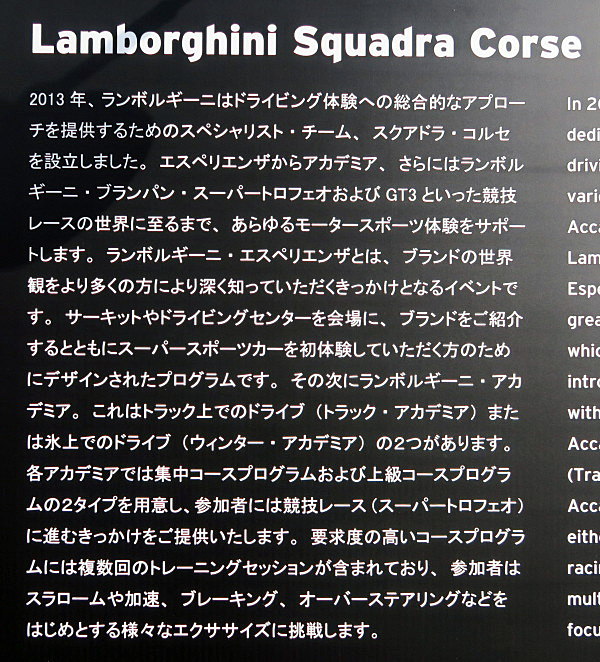 Lamborghini Squadra Corse
2013 年、ランボルギーニはドライビング体験への総合的なアプロー
チを提供するためのスペシャリスト・チーム、スクアドラ・コルセ
を設立しました。エスペリエンザからアカデミア、さらにはランボル
ギーニ・ブランパン・スーパートロフェオおよび GT3 といった競技
レースの世界に至るまで、あらゆるモータースポーツ体験をサポー
トします。ランボルギーニ・エスペリエンザとは、ブランドの世界
観をより多くの方により深く知っていただくきっかけとなるイベントで
す。サーキットやドライビングセンターを会場に、ブランドをご紹介
するとともにスーパースポーツカーを初体験していただく方のため
にデザインされたプログラムです。その次にランボルギーニ・アカ
デミア。これはトラック上でのドライブ（トラック・アカデミア）また
は氷上でのドライブ（ウィンター・アカデミア）の2つがあります。
各アカデミアでは集中コースプログラムおよび上級コースプログラ
ムの2タイプを用意し、参加者には競技レース（スーパートロフェオ）
に進むきっかけをご提供いたします。要求度の高いコースプログラ
ムには複数回のトレーニングセッションが含まれており、参加者は
スラロームや加速、ブレーキング、オーバーステアリングなどを
はじめとする様々なエクササイズに挑戦します。
In 20
dedi
drivi
vari
Acca
Lam
Espe
grea
whic
intro
with
Acca
(Tra
Acca
eithe
racin
mult
focu